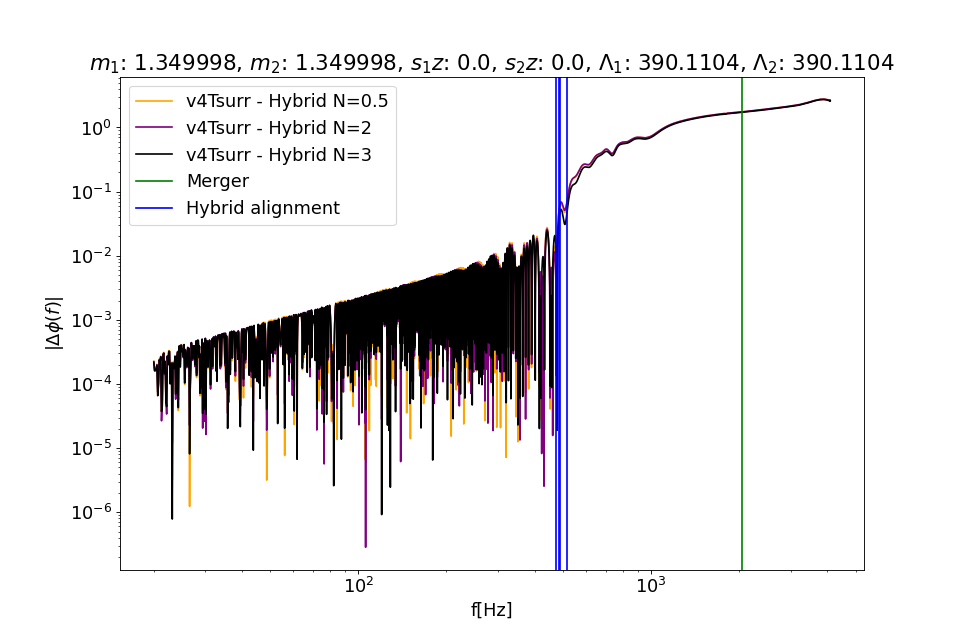 m₁: 1.349998, m₂: 1.349998, s₁z: 0.0, s₂z: 0.0, Λ₁: 390.1104, Λ₂: 390.1104
v4Tsurr - Hybrid N=0.5
v4Tsurr - Hybrid N=2
v4Tsurr - Hybrid N=3
Merger
Hybrid alignment
10⁰
10⁻¹
10⁻²
10⁻³
10⁻⁴
10⁻⁵
10⁻⁶
|Δϕ(f)|
10²
10³
f[Hz]